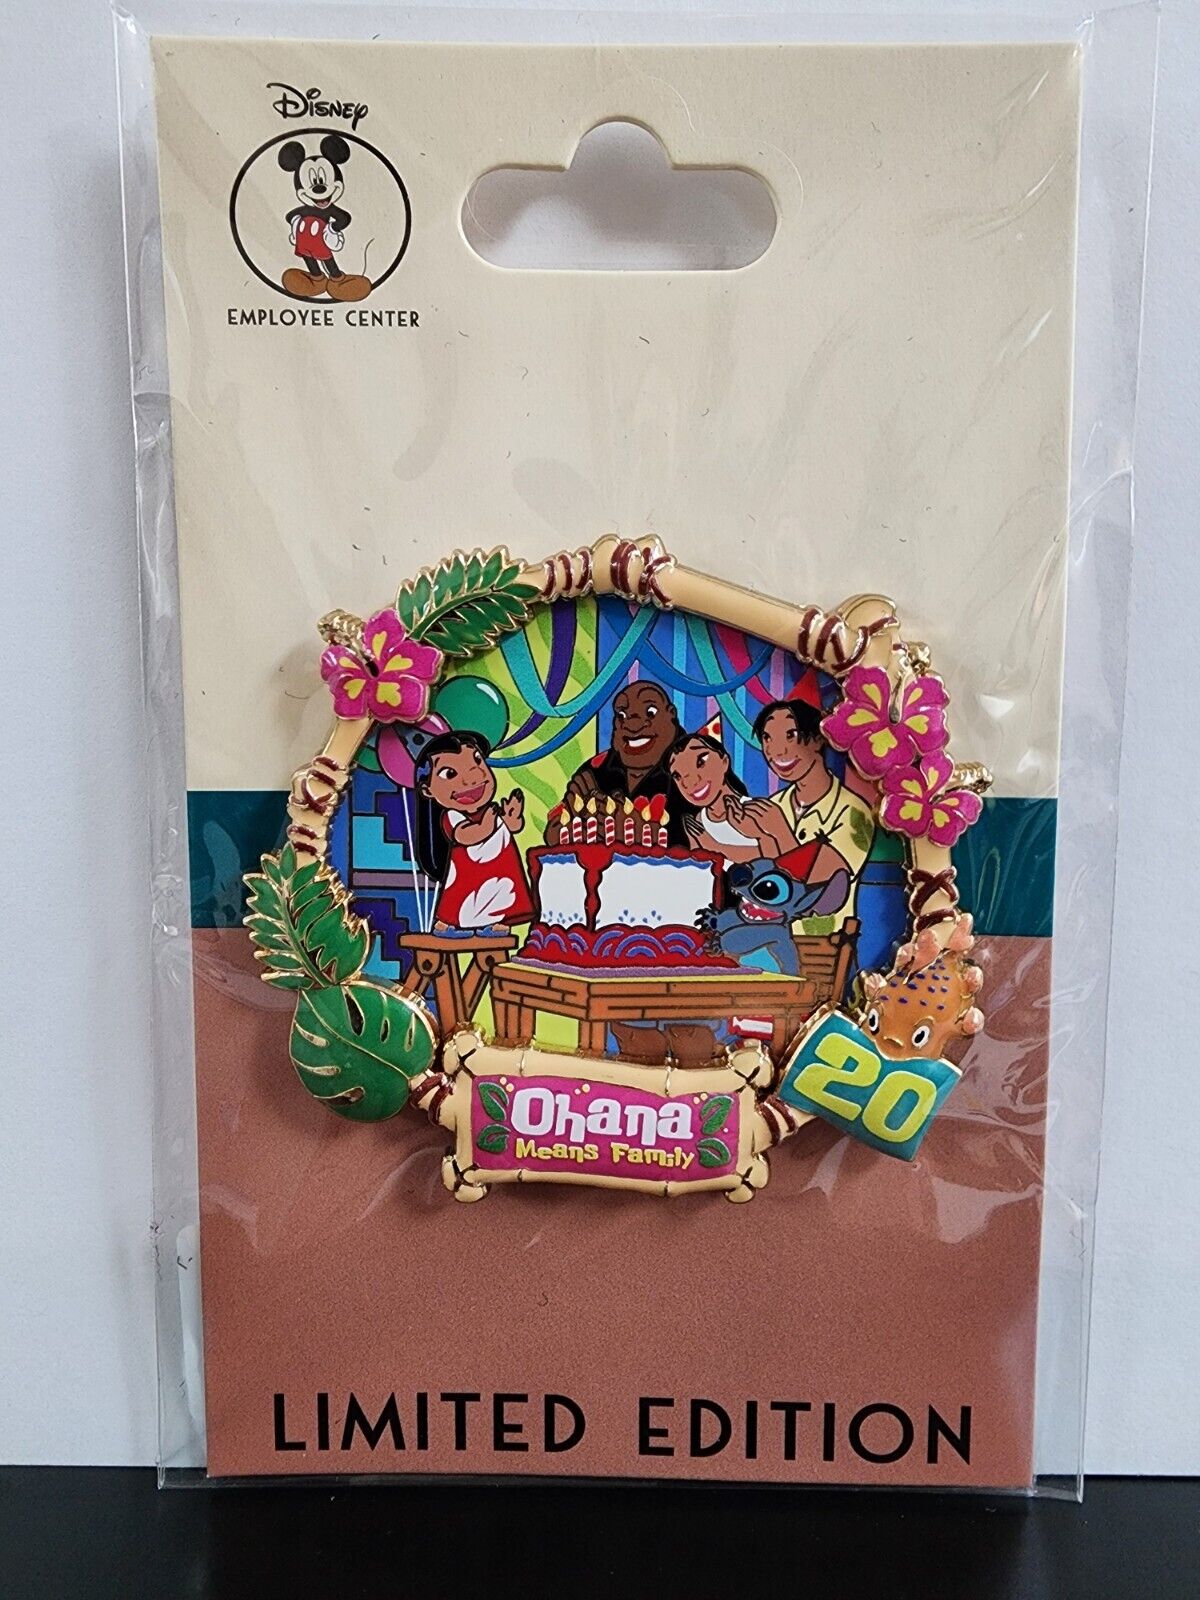 Disney
EMPLOYEE CENTER
20
Ohana
Means Family
LIMITED EDITION